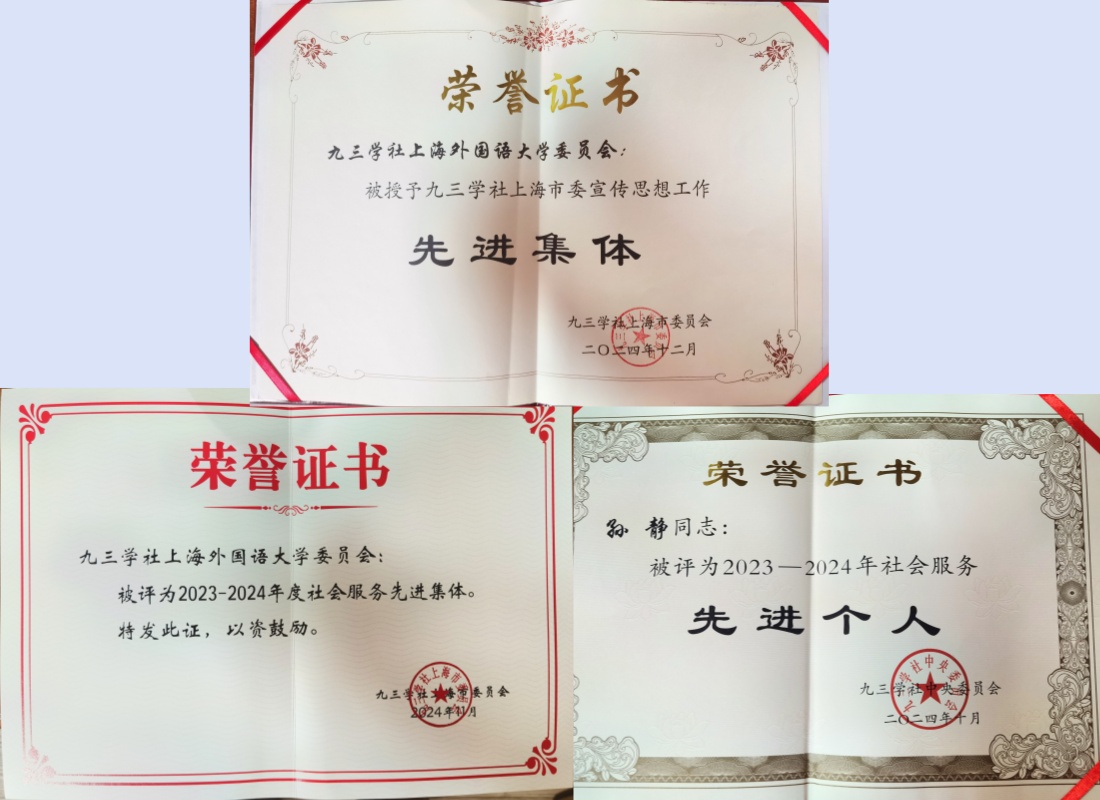 荣誉证书
九三学社上海外国语大学委员会：
被授予九三学社上海市委宣传思想工作
先进集体
九三学社上海市委员会
二〇二四年十二月
荣誉证书
九三学社上海外国语大学委员会：
被评为2023-2024年度社会服务先进集体。
特发此证，以资鼓励。
九三学社上海市委员会
2024年11月
荣誉证书
孙 静同志：
被评为2023—2024年社会服务
先进个人
九三学社中央委员会
二〇二四年十月